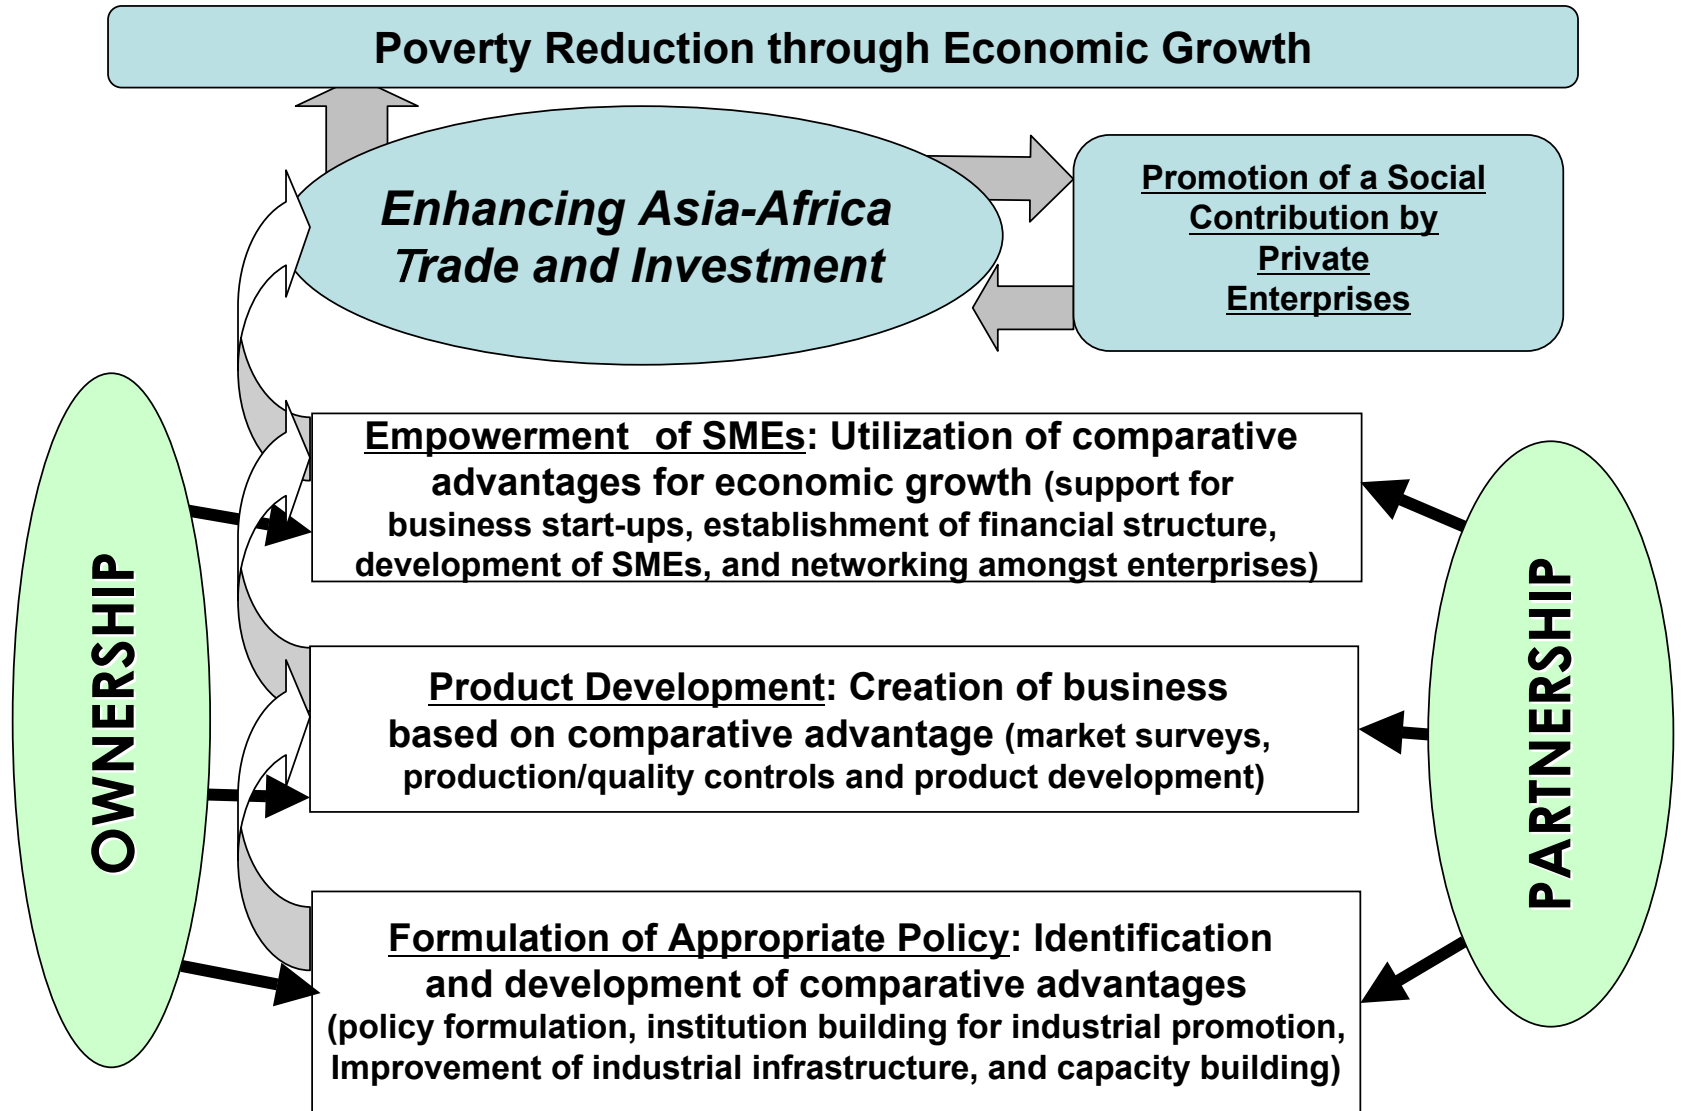 Poverty Reduction through Economic Growth
Enhancing Asia-Africa
Trade and Investment
Promotion of a Social
Contribution by
Private
Enterprises
Empowerment of SMEs: Utilization of comparative
advantages for economic growth (support for
business start-ups, establishment of financial structure,
development of SMEs, and networking amongst enterprises)
Product Development: Creation of business
based on comparative advantage (market surveys,
production/quality controls and product development)
Formulation of Appropriate Policy: Identification
and development of comparative advantages
(policy formulation, institution building for industrial promotion,
Improvement of industrial infrastructure, and capacity building)
OWNERSHIP
PARTNERSHIP